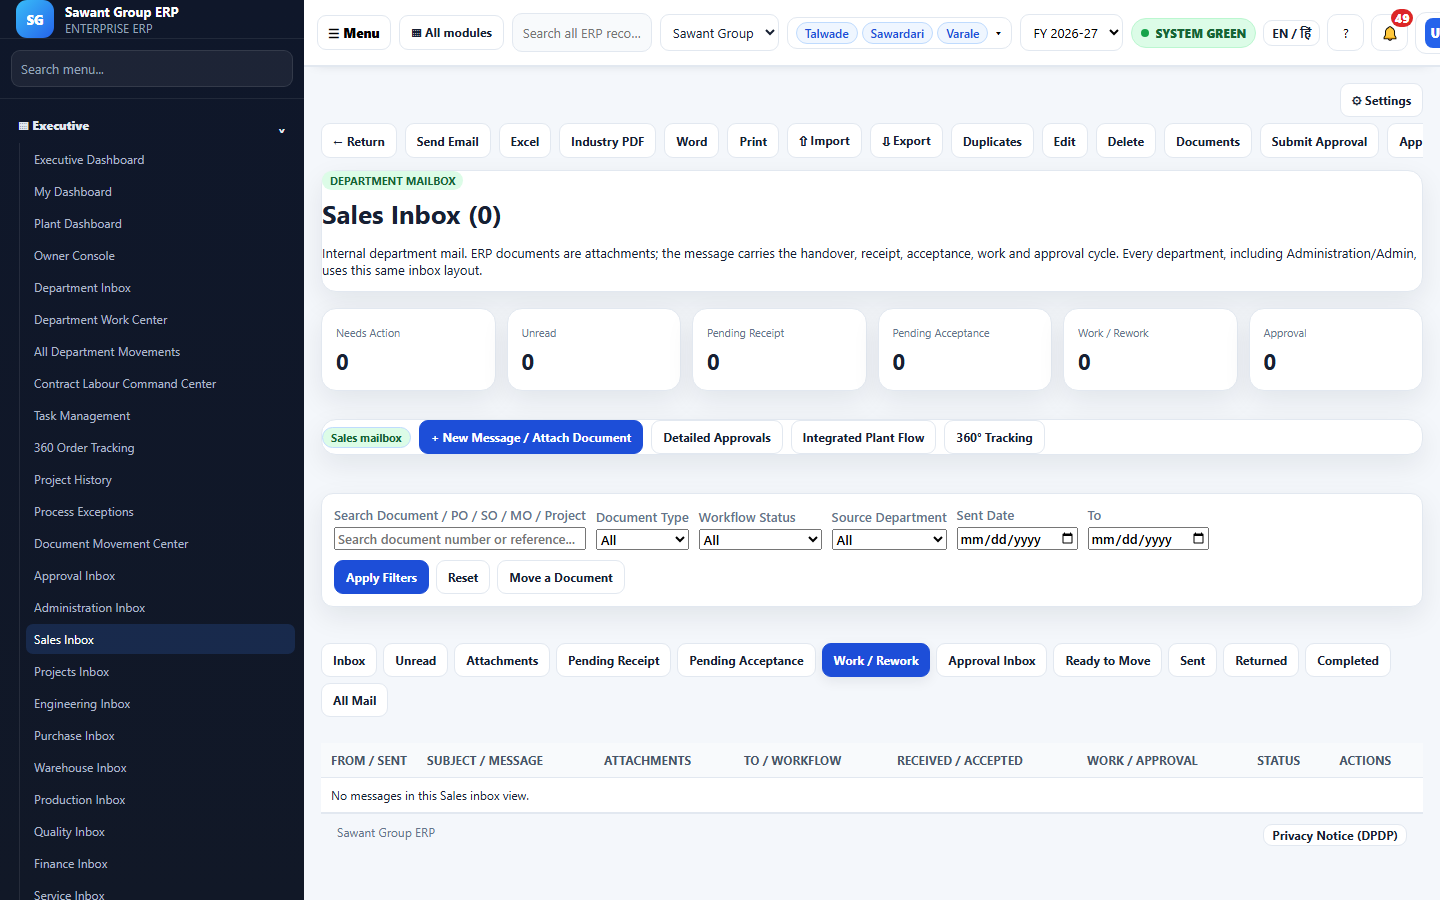 SG
Sawant Group ERP
ENTERPRISE ERP
Search menu...
Executive
Executive Dashboard
My Dashboard
Plant Dashboard
Owner Console
Department Inbox
Department Work Center
All Department Movements
Contract Labour Command Center
Task Management
360 Order Tracking
Project History
Process Exceptions
Document Movement Center
Approval Inbox
Administration Inbox
Sales Inbox
Projects Inbox
Engineering Inbox
Purchase Inbox
Warehouse Inbox
Production Inbox
Quality Inbox
Finance Inbox
Service Inbox
☰ Menu
All modules
Search all ERP reco...
Sawant Group
Talwade
Sawardari
Varale
FY 2026-27
SYSTEM GREEN
EN / हिं
?
49
U
⚙ Settings
← Return
Send Email
Excel
Industry PDF
Word
Print
⇧ Import
⇩ Export
Duplicates
Edit
Delete
Documents
Submit Approval
App
DEPARTMENT MAILBOX
Sales Inbox (0)
Internal department mail. ERP documents are attachments; the message carries the handover, receipt, acceptance, work and approval cycle. Every department, including Administration/Admin,
uses this same inbox layout.
Needs Action
0
Unread
0
Pending Receipt
0
Pending Acceptance
0
Work / Rework
0
Approval
0
Sales mailbox
+ New Message / Attach Document
Detailed Approvals
Integrated Plant Flow
360° Tracking
Search Document / PO / SO / MO / Project
Search document number or reference...
Document Type
All
Workflow Status
All
Source Department
All
Sent Date
mm/dd/yyyy
To
mm/dd/yyyy
Apply Filters
Reset
Move a Document
Inbox
Unread
Attachments
Pending Receipt
Pending Acceptance
Work / Rework
Approval Inbox
Ready to Move
Sent
Returned
Completed
All Mail
FROM / SENT
SUBJECT / MESSAGE
ATTACHMENTS
TO / WORKFLOW
RECEIVED / ACCEPTED
WORK / APPROVAL
STATUS
ACTIONS
No messages in this Sales inbox view.
Sawant Group ERP
Privacy Notice (DPDP)